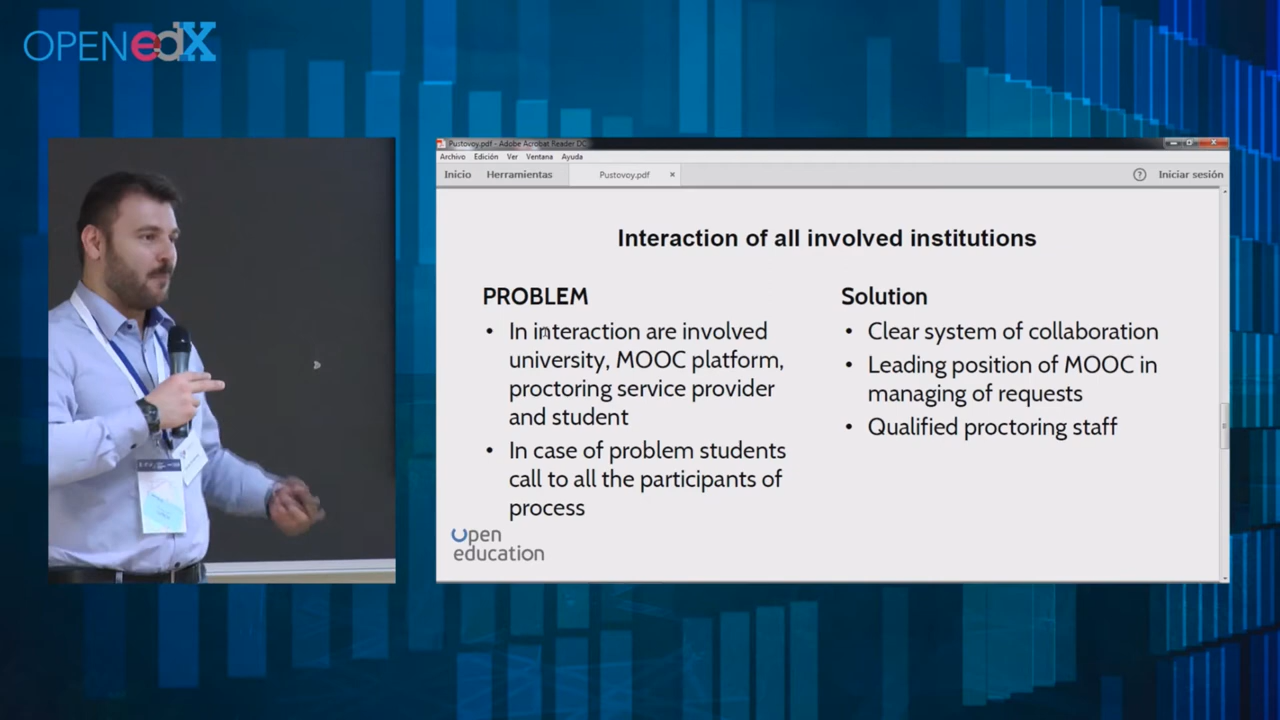 OPENedX
Pustovoy.pdf - Adobe Acrobat Reader DC
Archivo Edición Ver Ventana Ayuda
Inicio Herramientas Pustovoy.pdf × ? Iniciar sesión
Interaction of all involved institutions
PROBLEM
• In interaction are involved
university, MOOC platform,
proctoring service provider
and student
• In case of problem students
call to all the participants of
process
Solution
• Clear system of collaboration
• Leading position of MOOC in
managing of requests
• Qualified proctoring staff
Open
education